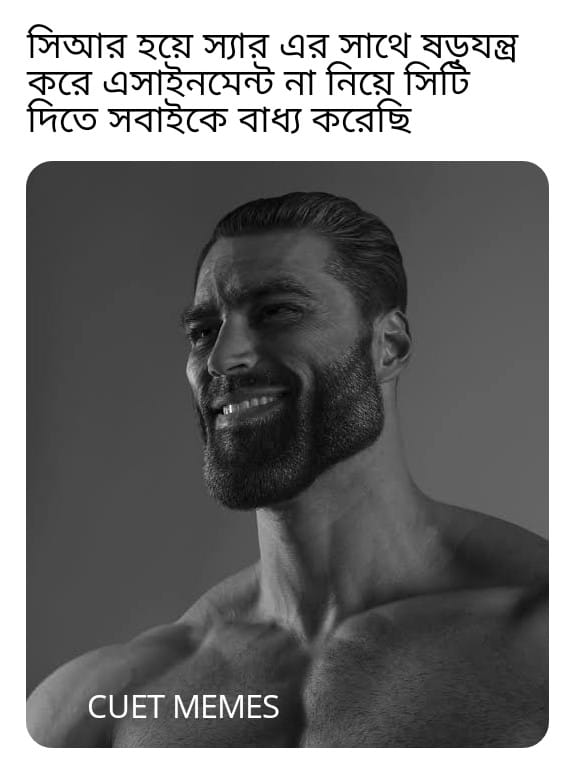 সিআর হয়ে স্যার এর সাথে ষড়যন্ত্র
করে এসাইনমেন্ট না নিয়ে সিটি
দিতে সবাইকে বাধ্য করেছি
CUET MEMES